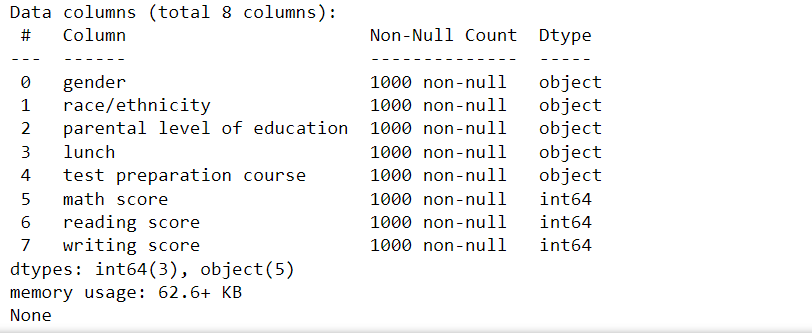 Data columns (total 8 columns):
 #   Column                       Non-Null Count  Dtype
---  ------                       --------------  -----
 0   gender                       1000 non-null   object
 1   race/ethnicity               1000 non-null   object
 2   parental level of education  1000 non-null   object
 3   lunch                        1000 non-null   object
 4   test preparation course      1000 non-null   object
 5   math score                   1000 non-null   int64
 6   reading score                1000 non-null   int64
 7   writing score                1000 non-null   int64
dtypes: int64(3), object(5)
memory usage: 62.6+ KB
None